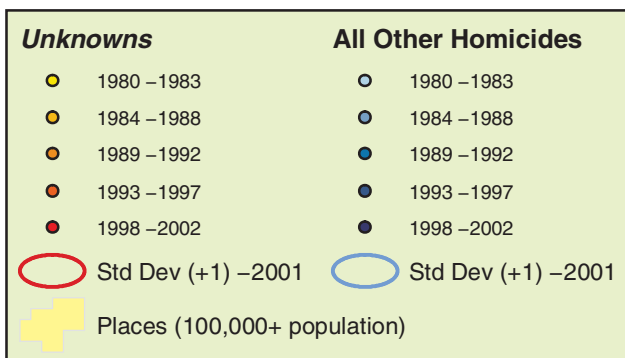 Unknowns All Other Homicides
1980 –1983 1980 –1983
1984 –1988 1984 –1988
1989 –1992 1989 –1992
1993 –1997 1993 –1997
1998 –2002 1998 –2002
Std Dev (+1) –2001 Std Dev (+1) –2001
Places (100,000+ population)